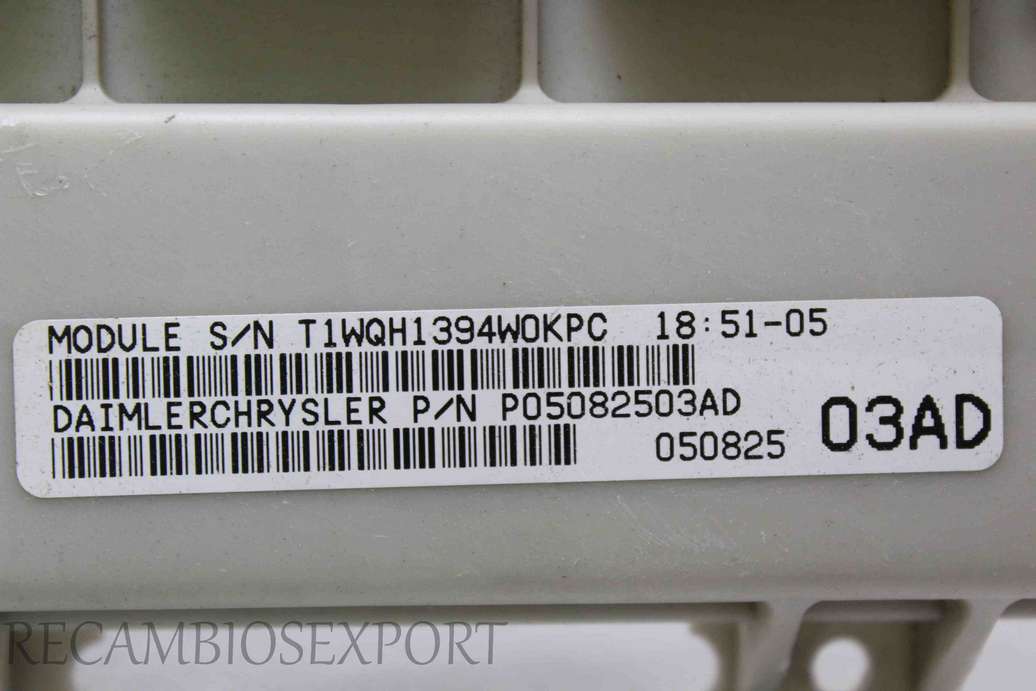 MODULE S/N T1WQH1394W0KPC 18:51-05
DAIMLERCHRYSLER P/N P05082503AD
050825 03AD
RECAMBIOSEXPORT